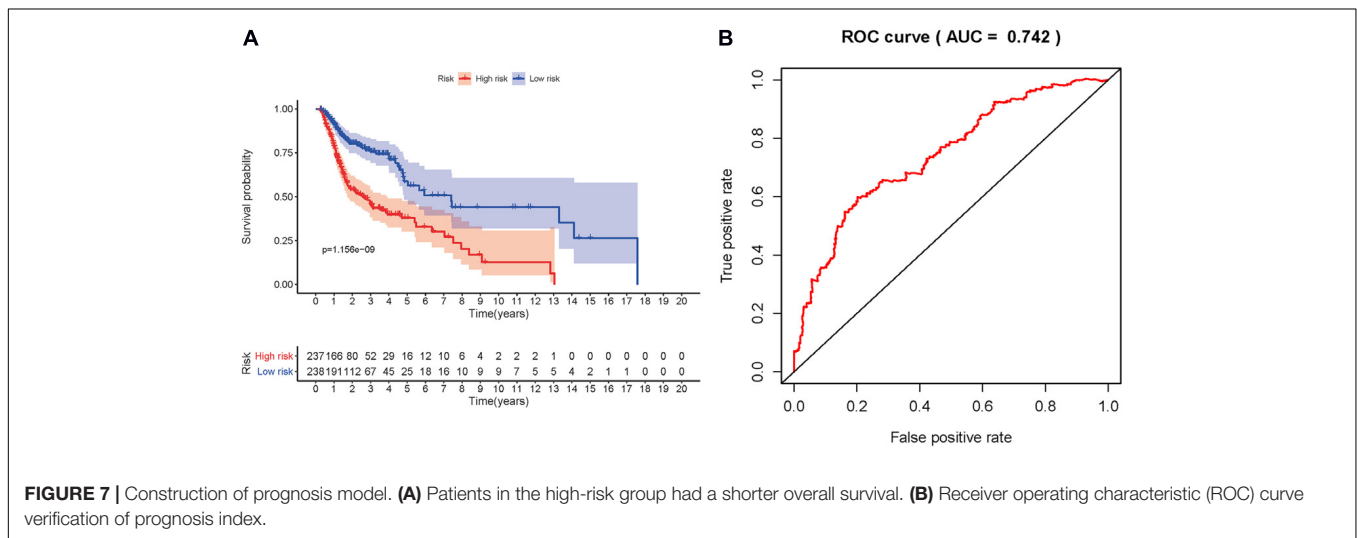 A
Risk High risk Low risk
1.00
0.75
0.50
0.25
0.00
Survival probability
p=1.156e−09
0 1 2 3 4 5 6 7 8 9 10 11 12 13 14 15 16 17 18 19 20
Time(years)
Risk
High risk 237 166 80 52 29 16 12 10 6 4 2 2 2 1 0 0 0 0 0 0 0
Low risk 238 191 112 67 45 25 18 16 10 9 9 7 5 5 4 2 1 1 0 0 0
0 1 2 3 4 5 6 7 8 9 10 11 12 13 14 15 16 17 18 19 20
Time(years)
B
ROC curve ( AUC = 0.742 )
True positive rate
1.0
0.8
0.6
0.4
0.2
0.0
0.0 0.2 0.4 0.6 0.8 1.0
False positive rate
FIGURE 7 | Construction of prognosis model. (A) Patients in the high-risk group had a shorter overall survival. (B) Receiver operating characteristic (ROC) curve
verification of prognosis index.